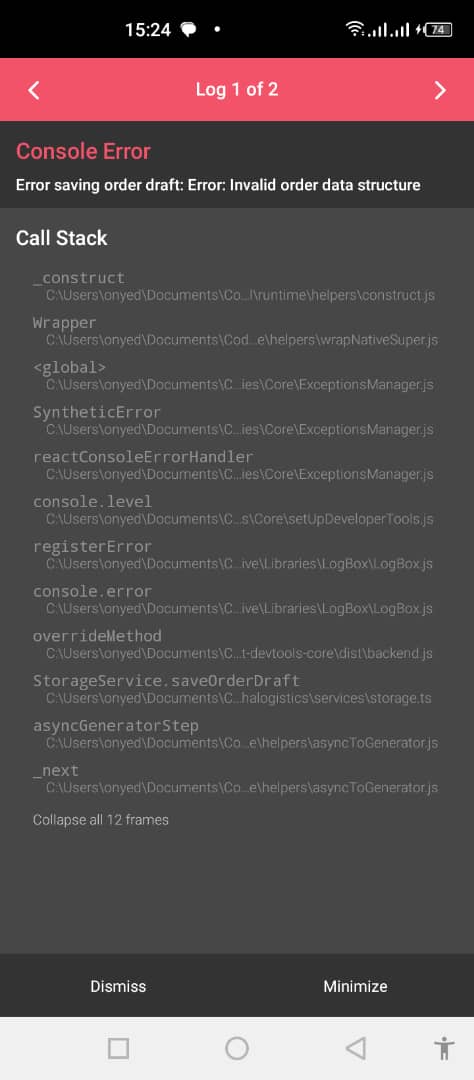 15:24
74
Log 1 of 2
Console Error
Error saving order draft: Error: Invalid order data structure
Call Stack
_construct
C:\Users\onyed\Documents\Co...l\runtime\helpers\construct.js
Wrapper
C:\Users\onyed\Documents\Cod...e\helpers\wrapNativeSuper.js
<global>
C:\Users\onyed\Documents\C...ies\Core\ExceptionsManager.js
SyntheticError
C:\Users\onyed\Documents\C...ies\Core\ExceptionsManager.js
reactConsoleErrorHandler
C:\Users\onyed\Documents\C...ies\Core\ExceptionsManager.js
console.level
C:\Users\onyed\Documents\C...s\Core\setUpDeveloperTools.js
registerError
C:\Users\onyed\Documents\C...ive\Libraries\LogBox\LogBox.js
console.error
C:\Users\onyed\Documents\C...ive\Libraries\LogBox\LogBox.js
overrideMethod
C:\Users\onyed\Documents\C...t-devtools-core\dist\backend.js
StorageService.saveOrderDraft
C:\Users\onyed\Documents\C...halogistics\services\storage.ts
asyncGeneratorStep
C:\Users\onyed\Documents\Co...e\helpers\asyncToGenerator.js
_next
C:\Users\onyed\Documents\Co...e\helpers\asyncToGenerator.js
Collapse all 12 frames
Dismiss
Minimize